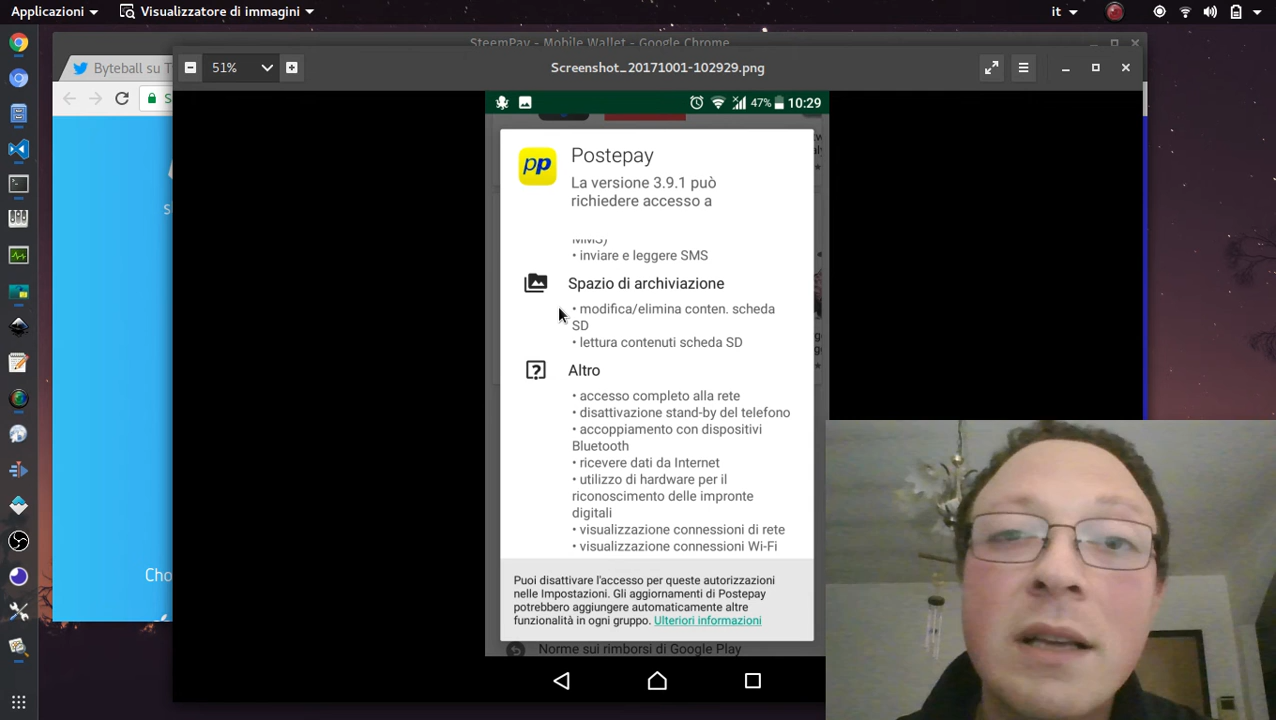 Applicazioni
Visualizzatore di immagini
it
SteemPay - Mobile Wallet - Google Chrome
51%
Screenshot_20171001-102929.png
Byteball su T
S
47%
10:29
pp
Postepay
La versione 3.9.1 può
richiedere accesso a
MMS)
• inviare e leggere SMS
Spazio di archiviazione
• modifica/elimina conten. scheda
SD
• lettura contenuti scheda SD
Altro
• accesso completo alla rete
• disattivazione stand-by del telefono
• accoppiamento con dispositivi
Bluetooth
• ricevere dati da Internet
• utilizzo di hardware per il
riconoscimento delle impronte
digitali
• visualizzazione connessioni di rete
• visualizzazione connessioni Wi-Fi
Cho
Puoi disattivare l'accesso per queste autorizzazioni
nelle Impostazioni. Gli aggiornamenti di Postepay
potrebbero aggiungere automaticamente altre
funzionalità in ogni gruppo. Ulteriori informazioni
Norme sui rimborsi di Google Play